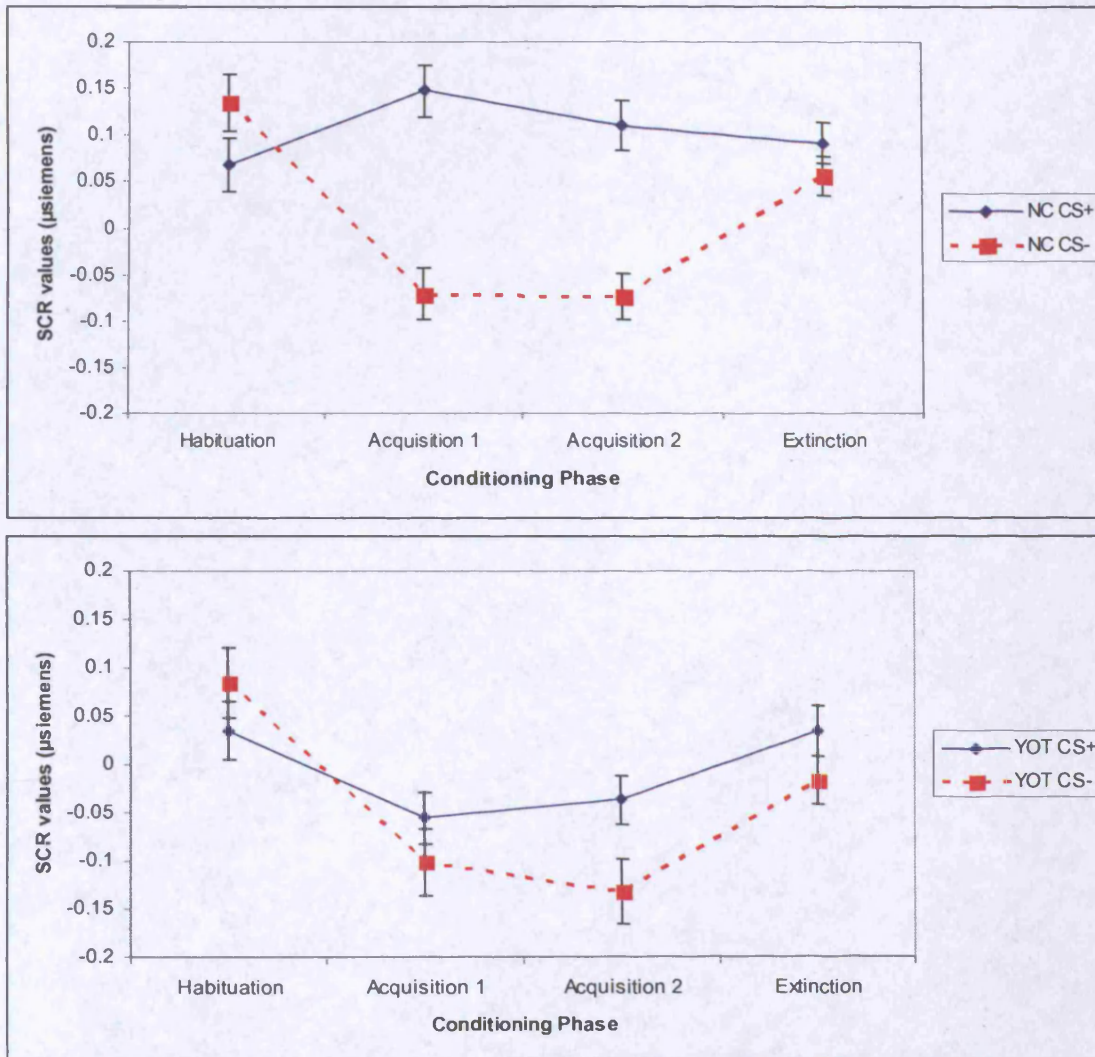 0.2
0.15
0.1
0.05
0
-0.05
-0.1
-0.15
-0.2
SCR values (µsiemens)
Habituation Acquisition 1 Acquisition 2 Extinction
Conditioning Phase
NC CS+
NC CS-
0.2
0.15
0.1
0.05
0
-0.05
-0.1
-0.15
-0.2
SCR values (µsiemens)
Habituation Acquisition 1 Acquisition 2 Extinction
Conditioning Phase
YOT CS+
YOT CS-